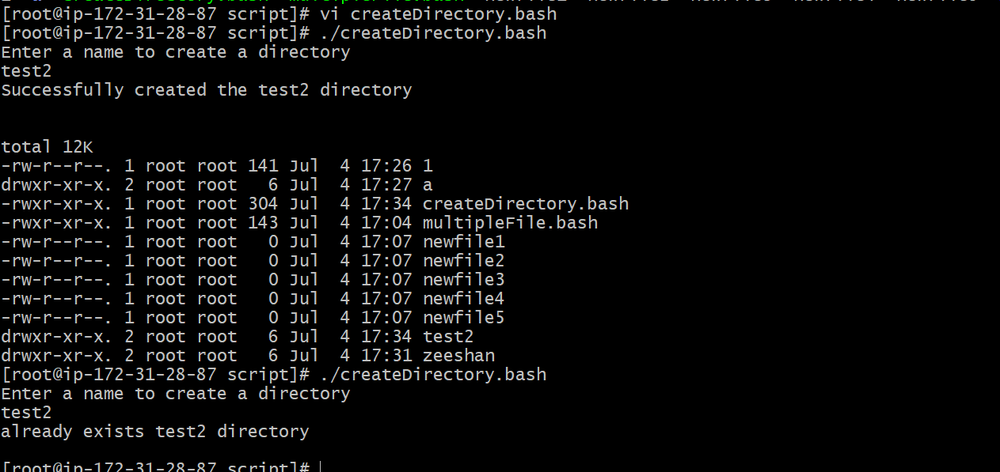 [root@ip-172-31-28-87 script]# vi createDirectory.bash
[root@ip-172-31-28-87 script]# ./createDirectory.bash
Enter a name to create a directory
test2
Successfully created the test2 directory
total 12K
-rw-r--r--. 1 root root 141 Jul  4 17:26 1
drwxr-xr-x. 2 root root   6 Jul  4 17:27 a
-rwxr-xr-x. 1 root root 304 Jul  4 17:34 createDirectory.bash
-rwxr-xr-x. 1 root root 143 Jul  4 17:04 multipleFile.bash
-rw-r--r--. 1 root root   0 Jul  4 17:07 newfile1
-rw-r--r--. 1 root root   0 Jul  4 17:07 newfile2
-rw-r--r--. 1 root root   0 Jul  4 17:07 newfile3
-rw-r--r--. 1 root root   0 Jul  4 17:07 newfile4
-rw-r--r--. 1 root root   0 Jul  4 17:07 newfile5
drwxr-xr-x. 2 root root   6 Jul  4 17:34 test2
drwxr-xr-x. 2 root root   6 Jul  4 17:31 zeeshan
[root@ip-172-31-28-87 script]# ./createDirectory.bash
Enter a name to create a directory
test2
already exists test2 directory
[root@ip-172-31-28-87 script]#